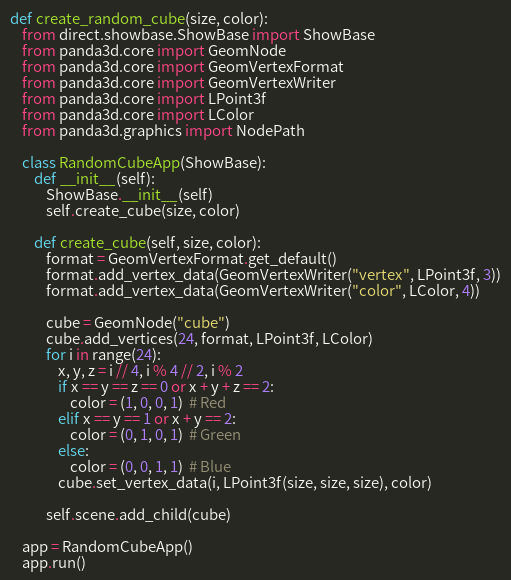 def create_random_cube(size, color):
from direct.showbase.ShowBase import ShowBase
from panda3d.core import GeomNode
from panda3d.core import GeomVertexFormat
from panda3d.core import GeomVertexWriter
from panda3d.core import LPoint3f
from panda3d.core import LColor
from panda3d.graphics import NodePath
class RandomCubeApp(ShowBase):
def __init__(self):
ShowBase.__init__(self)
self.create_cube(size, color)
def create_cube(self, size, color):
format = GeomVertexFormat.get_default()
format.add_vertex_data(GeomVertexWriter("vertex", LPoint3f, 3))
format.add_vertex_data(GeomVertexWriter("color", LColor, 4))
cube = GeomNode("cube")
cube.add_vertices(24, format, LPoint3f, LColor)
for i in range(24):
x, y, z = i // 4, i % 4 // 2, i % 2
if x == y == z == 0 or x + y + z == 2:
color = (1, 0, 0, 1)  # Red
elif x == y == 1 or x + y == 2:
color = (0, 1, 0, 1)  # Green
else:
color = (0, 0, 1, 1)  # Blue
cube.set_vertex_data(i, LPoint3f(size, size, size), color)
self.scene.add_child(cube)
app = RandomCubeApp()
app.run()